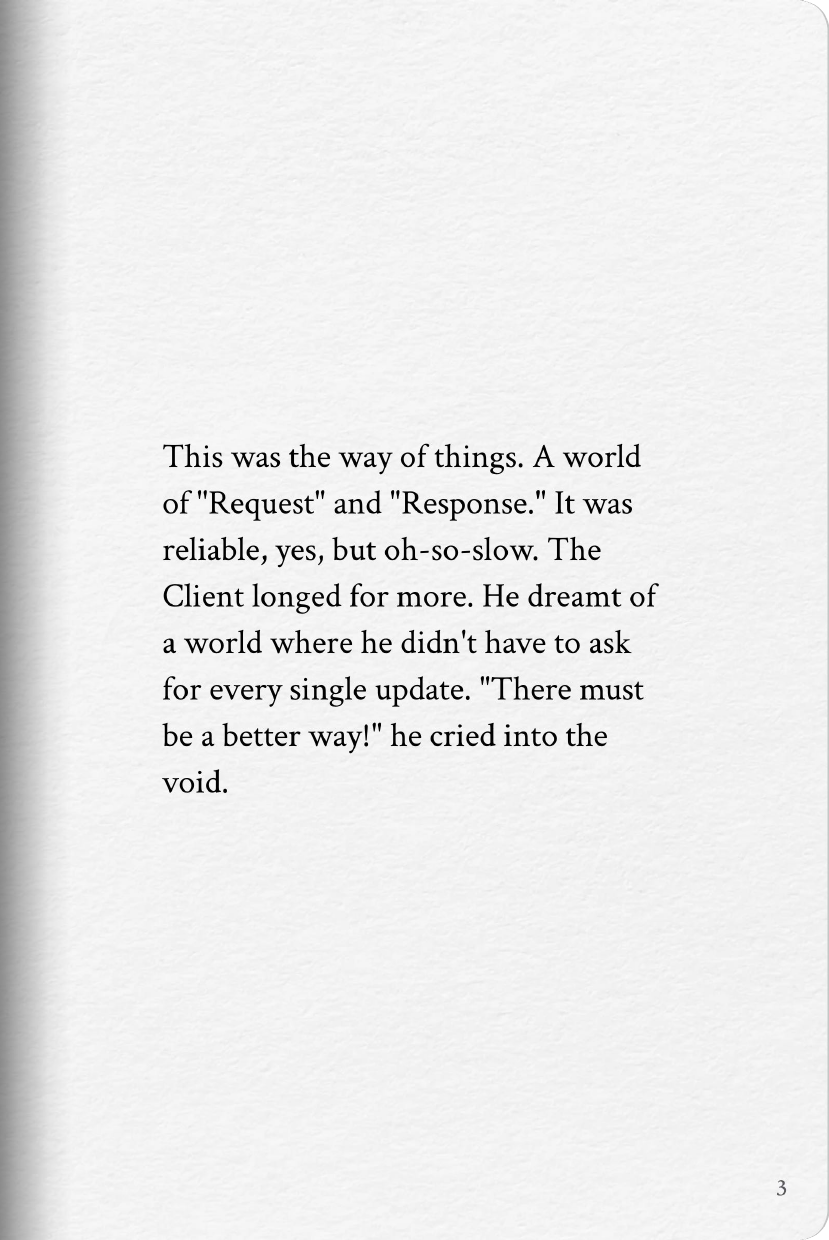 This was the way of things. A world
of "Request" and "Response." It was
reliable, yes, but oh-so-slow. The
Client longed for more. He dreamt of
a world where he didn't have to ask
for every single update. "There must
be a better way!" he cried into the
void.
3